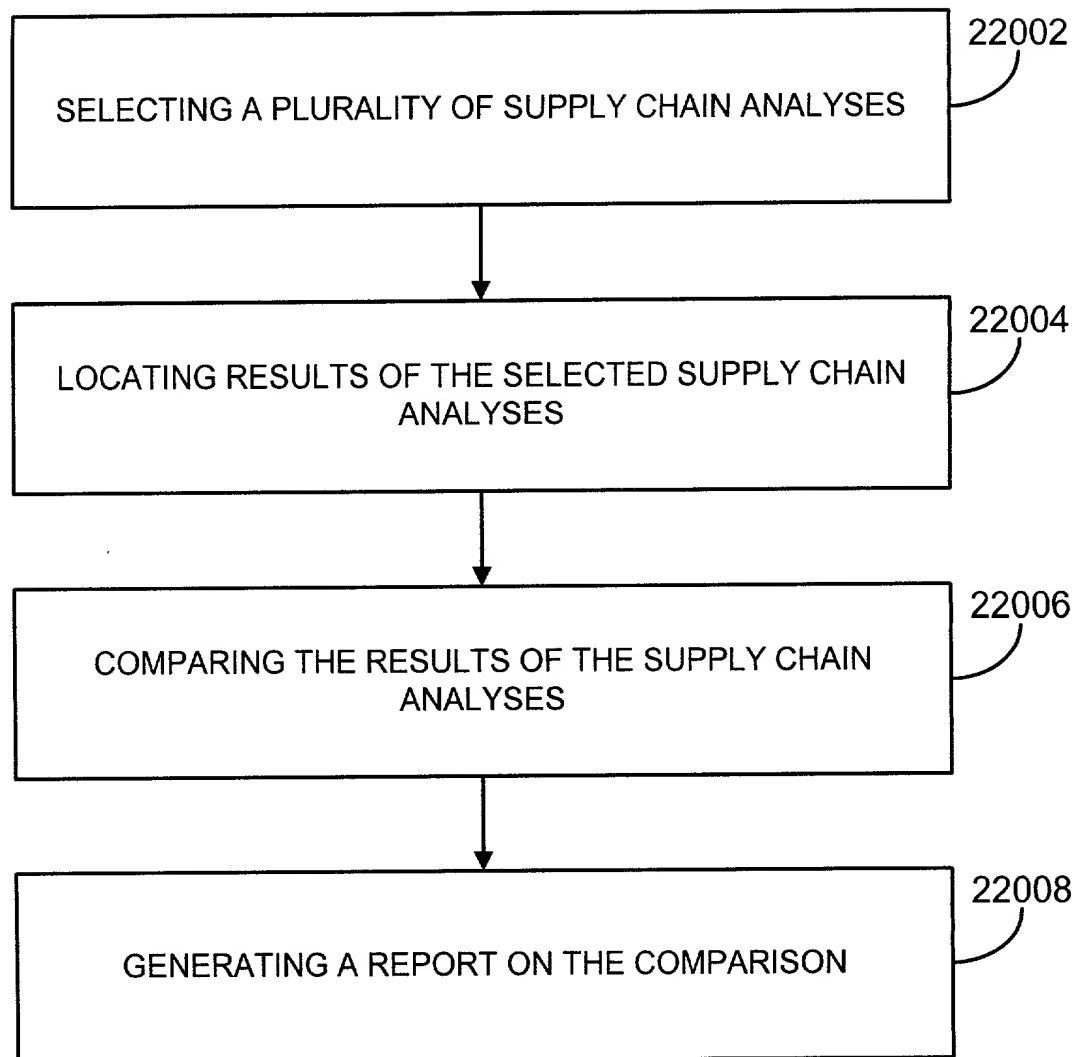 22002
SELECTING A PLURALITY OF SUPPLY CHAIN ANALYSES
22004
LOCATING RESULTS OF THE SELECTED SUPPLY CHAIN
ANALYSES
22006
COMPARING THE RESULTS OF THE SUPPLY CHAIN
ANALYSES
22008
GENERATING A REPORT ON THE COMPARISON